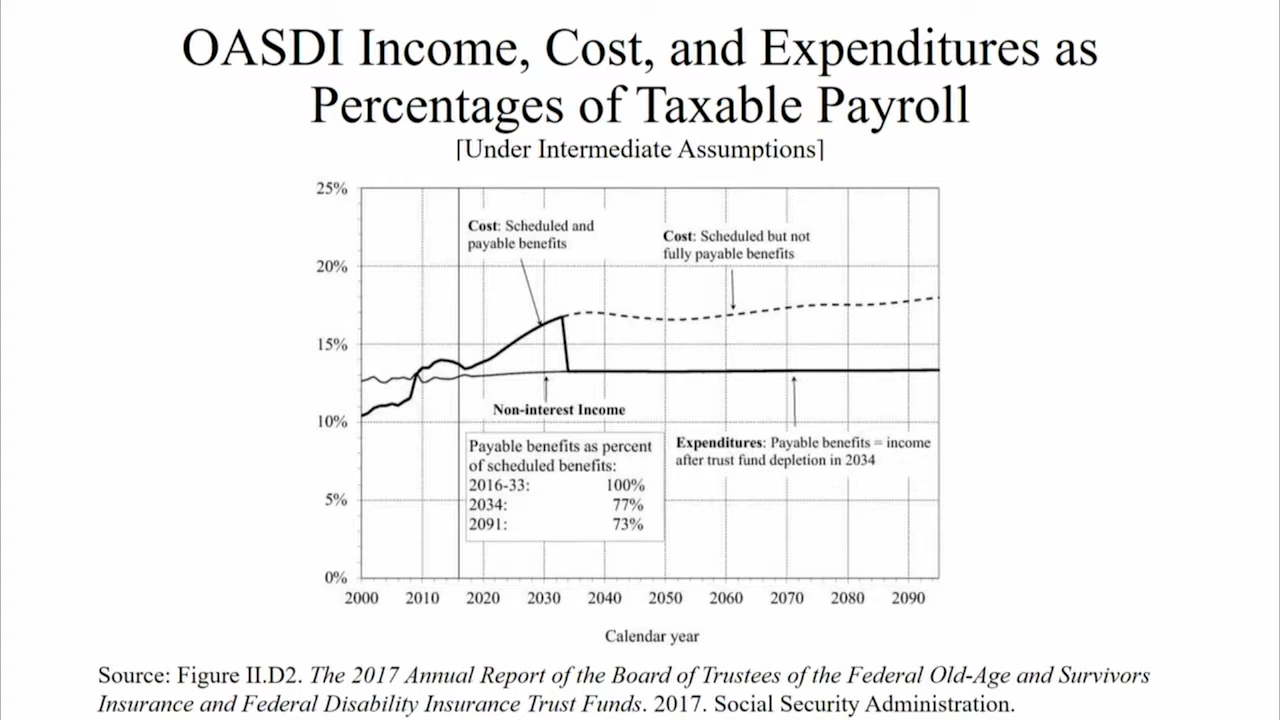 OASDI Income, Cost, and Expenditures as
Percentages of Taxable Payroll
[Under Intermediate Assumptions]
25%
20%
15%
10%
5%
0%
Cost: Scheduled and
payable benefits
Cost: Scheduled but not
fully payable benefits
Non-interest Income
Payable benefits as percent
of scheduled benefits:
2016-33: 100%
2034: 77%
2091: 73%
Expenditures: Payable benefits = income
after trust fund depletion in 2034
2000 2010 2020 2030 2040 2050 2060 2070 2080 2090
Calendar year
Source: Figure II.D2. The 2017 Annual Report of the Board of Trustees of the Federal Old-Age and Survivors
Insurance and Federal Disability Insurance Trust Funds. 2017. Social Security Administration.